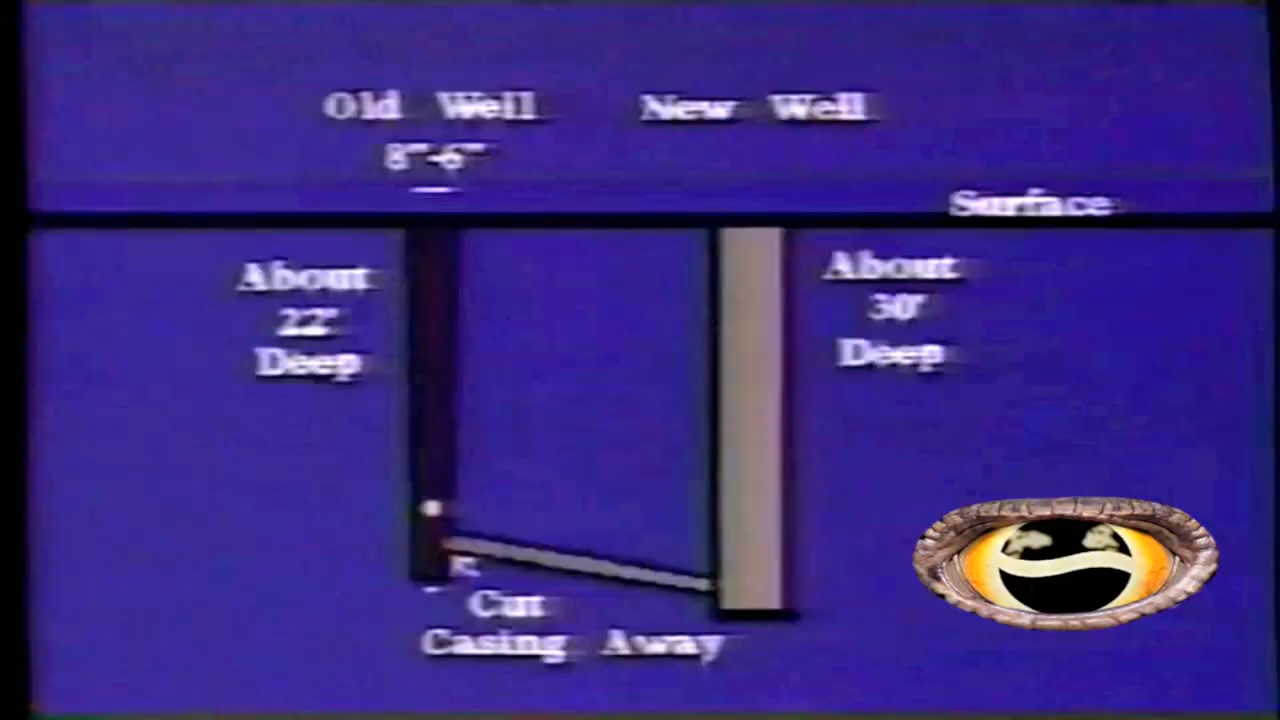 Old Well
New Well
8"-6"
Surface
About
22'
Deep
About
30'
Deep
Cut
Casing Away